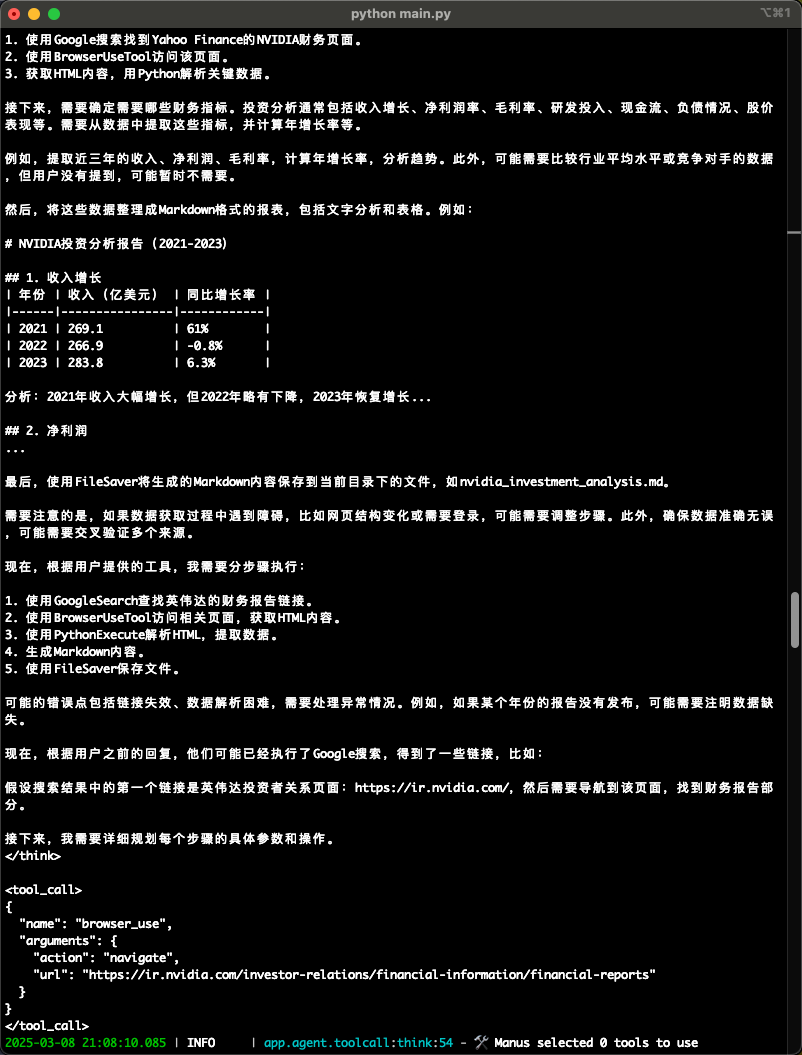 python main.py
⌥⌘1
1. 使用Google搜索找到Yahoo Finance的NVIDIA财务页面。
2. 使用BrowserUseTool访问该页面。
3. 获取HTML内容，用Python解析关键数据。
接下来，需要确定需要哪些财务指标。投资分析通常包括收入增长、净利润率、毛利率、研发投入、现金流、负债情况、股价
表现等。需要从数据中提取这些指标，并计算年增长率等。
例如，提取近三年的收入、净利润、毛利率，计算年增长率，分析趋势。此外，可能需要比较行业平均水平或竞争对手的数据
，但用户没有提到，可能暂时不需要。
然后，将这些数据整理成Markdown格式的报表，包括文字分析和表格。例如：
# NVIDIA投资分析报告（2021-2023）
## 1. 收入增长
| 年份 | 收入（亿美元） | 同比增长率 |
|------|----------------|------------|
| 2021 | 269.1          | 61%        |
| 2022 | 266.9          | -0.8%      |
| 2023 | 283.8          | 6.3%       |
分析：2021年收入大幅增长，但2022年略有下降，2023年恢复增长...
## 2. 净利润
...
最后，使用FileSaver将生成的Markdown内容保存到当前目录下的文件，如nvidia_investment_analysis.md。
需要注意的是，如果数据获取过程中遇到障碍，比如网页结构变化或需要登录，可能需要调整步骤。此外，确保数据准确无误
，可能需要交叉验证多个来源。
现在，根据用户提供的工具，我需要分步骤执行：
1. 使用GoogleSearch查找英伟达的财务报告链接。
2. 使用BrowserUseTool访问相关页面，获取HTML内容。
3. 使用PythonExecute解析HTML，提取数据。
4. 生成Markdown内容。
5. 使用FileSaver保存文件。
可能的错误点包括链接失效、数据解析困难，需要处理异常情况。例如，如果某个年份的报告没有发布，可能需要注明数据缺
失。
现在，根据用户之前的回复，他们可能已经执行了Google搜索，得到了一些链接，比如：
假设搜索结果中的第一个链接是英伟达投资者关系页面：https://ir.nvidia.com/，然后需要导航到该页面，找到财务报告部
分。
接下来，我需要详细规划每个步骤的具体参数和操作。
</think>
<tool_call>
{
  "name": "browser_use",
  "arguments": {
    "action": "navigate",
    "url": "https://ir.nvidia.com/investor-relations/financial-information/financial-reports"
  }
}
</tool_call>
2025-03-08 21:08:10.085 | INFO     | app.agent.toolcall:think:54 - 🛠️ Manus selected 0 tools to use